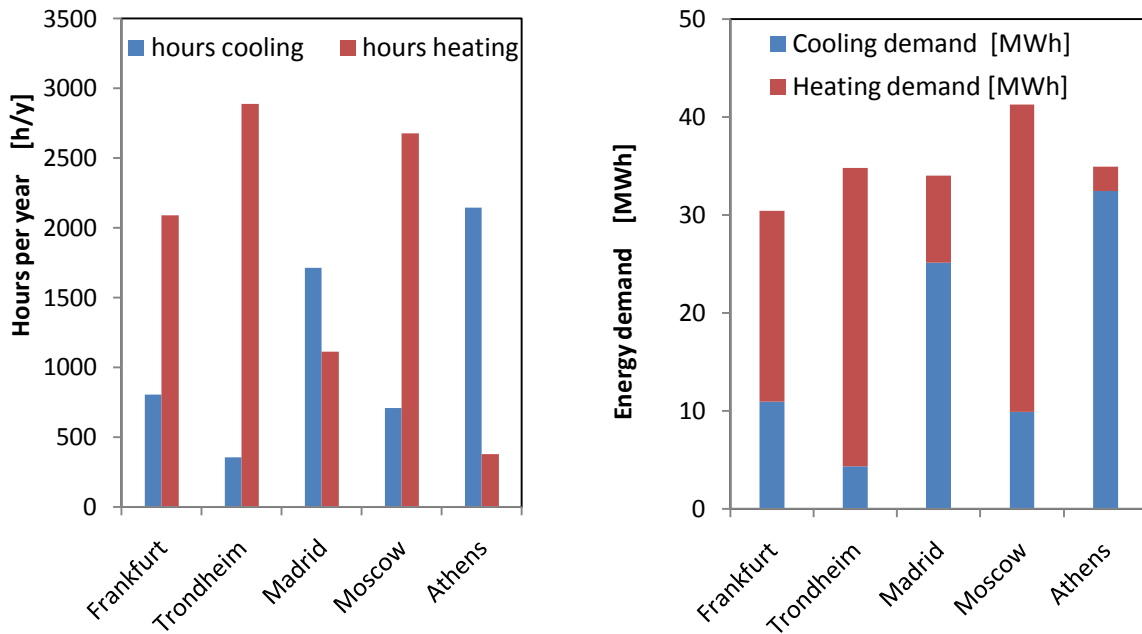 3500
3000
2500
2000
1500
1000
500
0
Hours per year [h/y]
hours cooling
hours heating
Frankfurt
Trondheim
Madrid
Moscow
Athens
50
40
30
20
10
0
Energy demand [MWh]
Cooling demand [MWh]
Heating demand [MWh]
Frankfurt
Trondheim
Madrid
Moscow
Athens